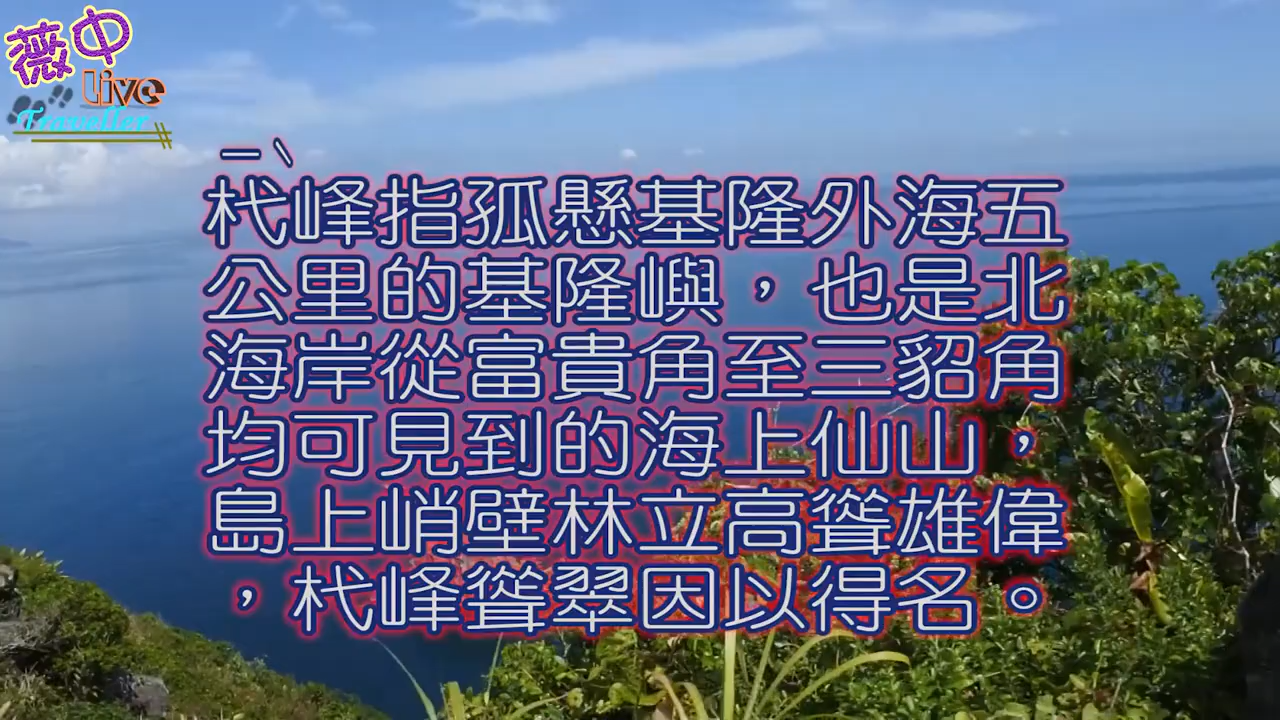 薇中
Live
Traveller
ㄧˋ
杙峰指孤懸基隆外海五
公里的基隆嶼，也是北
海岸從富貴角至三貂角
均可見到的海上仙山，
島上峭壁林立高聳雄偉
，杙峰聳翠因以得名。